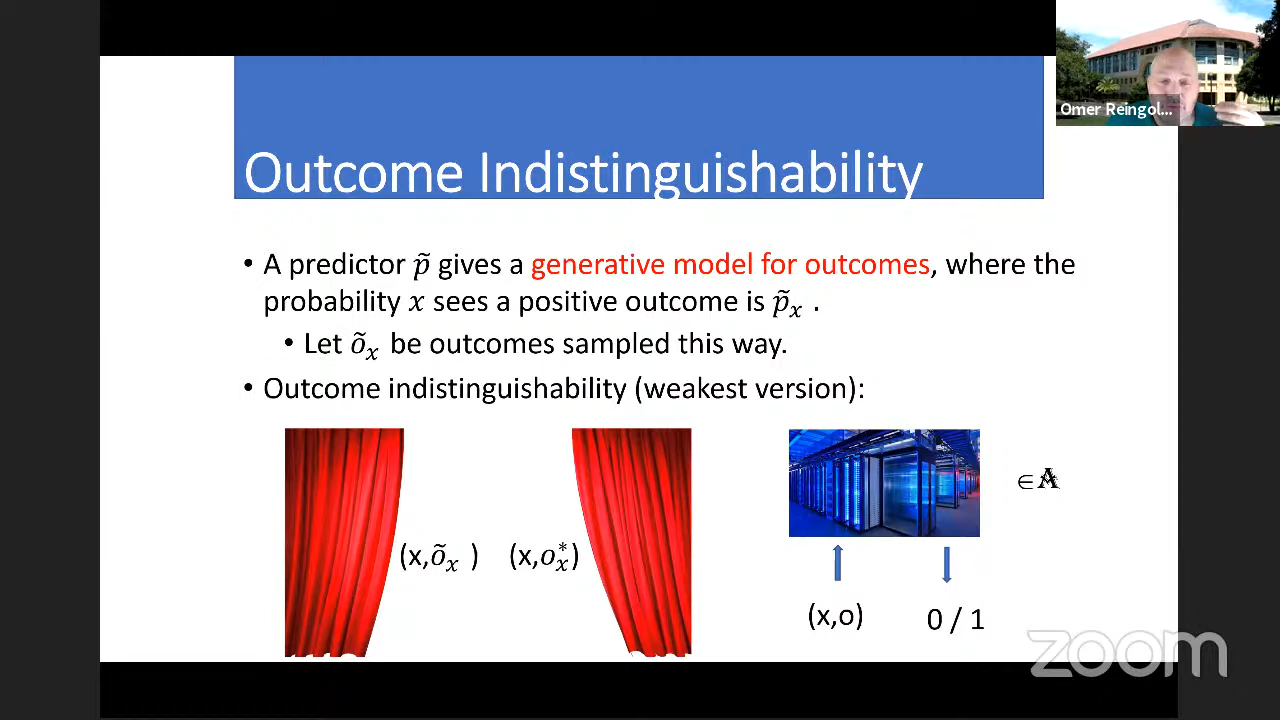 Omer Reingol...
Outcome Indistinguishability
• A predictor p̃ gives a generative model for outcomes, where the
probability x sees a positive outcome is p̃ₓ .
• Let õₓ be outcomes sampled this way.
• Outcome indistinguishability (weakest version):
(x,õₓ ) (x,o*ₓ)
∈ A
(x,o) 0 / 1
zoom